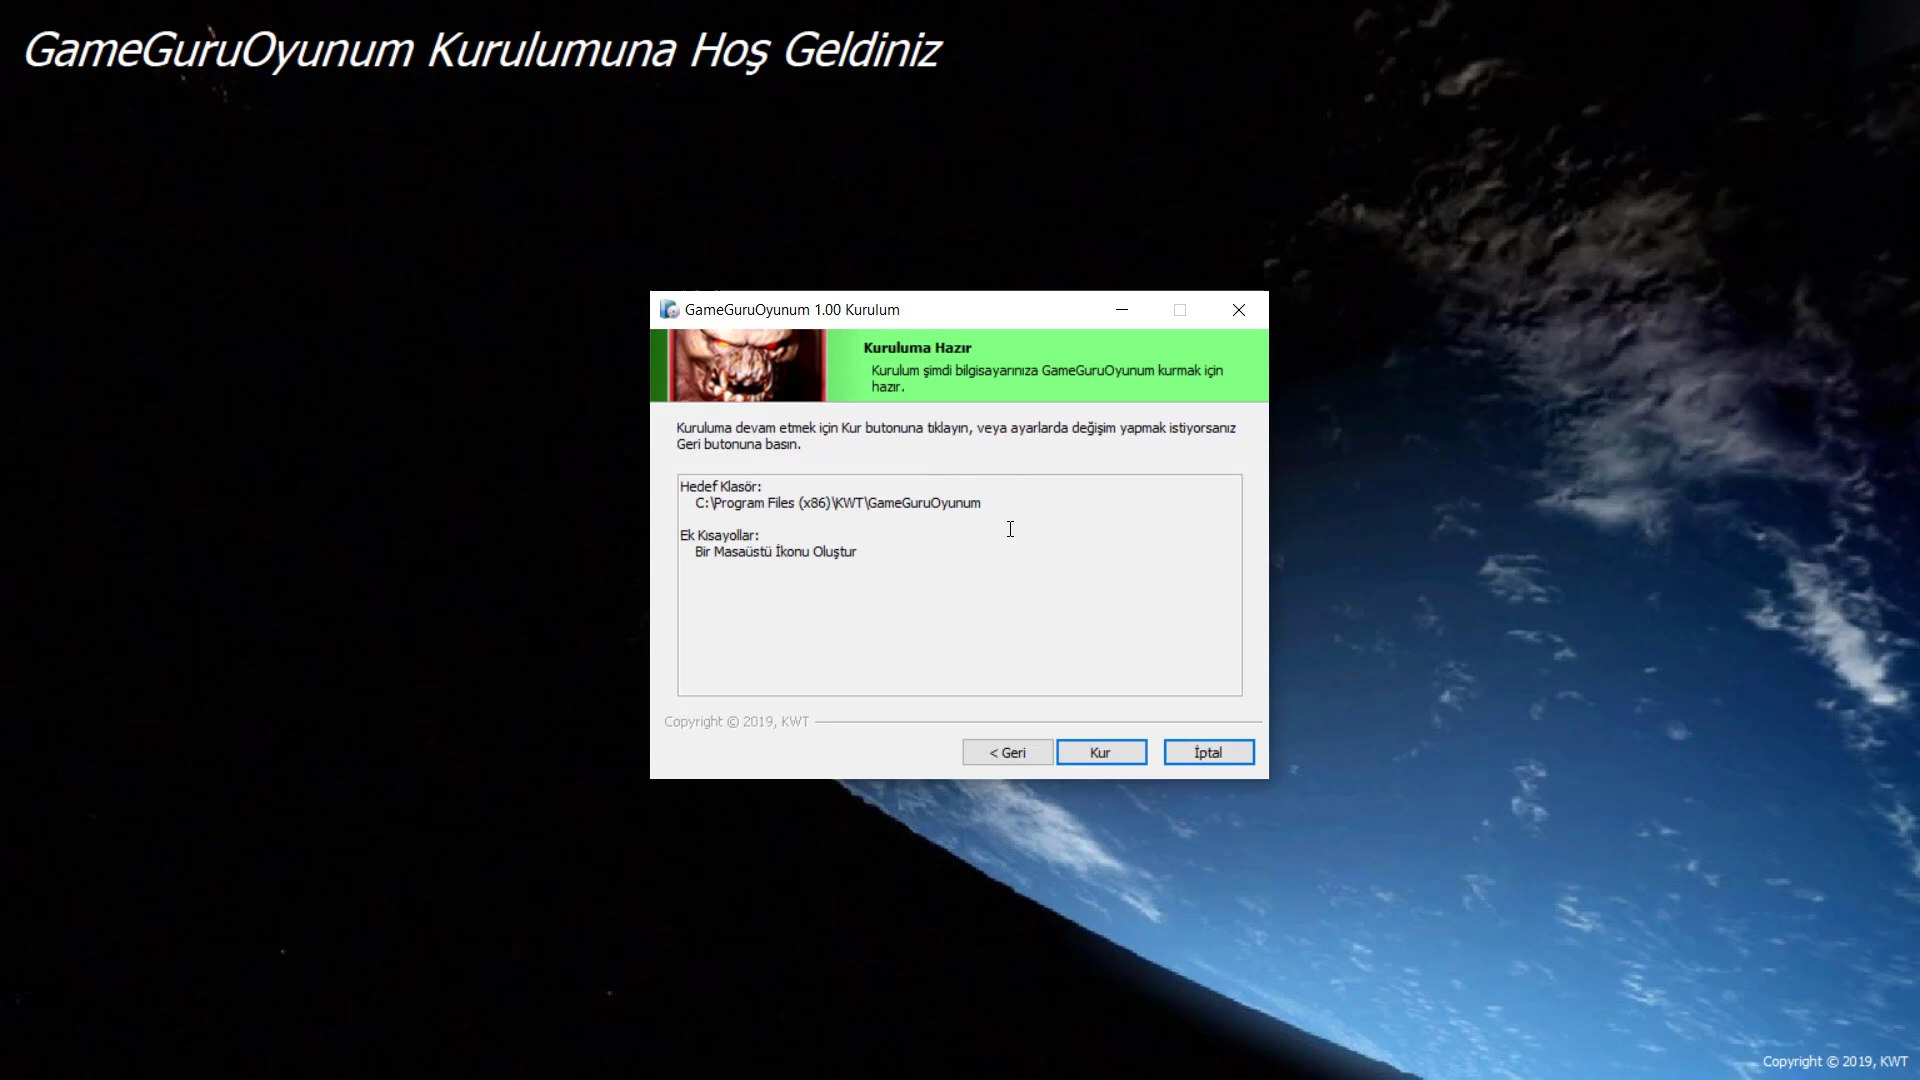 GameGuruOyunum Kurulumuna Hoş Geldiniz
GameGuruOyunum 1.00 Kurulum
Kuruluma Hazır
Kurulum şimdi bilgisayarınıza GameGuruOyunum kurmak için
hazır.
Kuruluma devam etmek için Kur butonuna tıklayın, veya ayarlarda değişim yapmak istiyorsanız
Geri butonuna basın.
Hedef Klasör:
C:\Program Files (x86)\KWT\GameGuruOyunum
Ek Kısayollar:
Bir Masaüstü İkonu Oluştur
Copyright © 2019, KWT
< Geri
Kur
İptal
Copyright © 2019, KWT